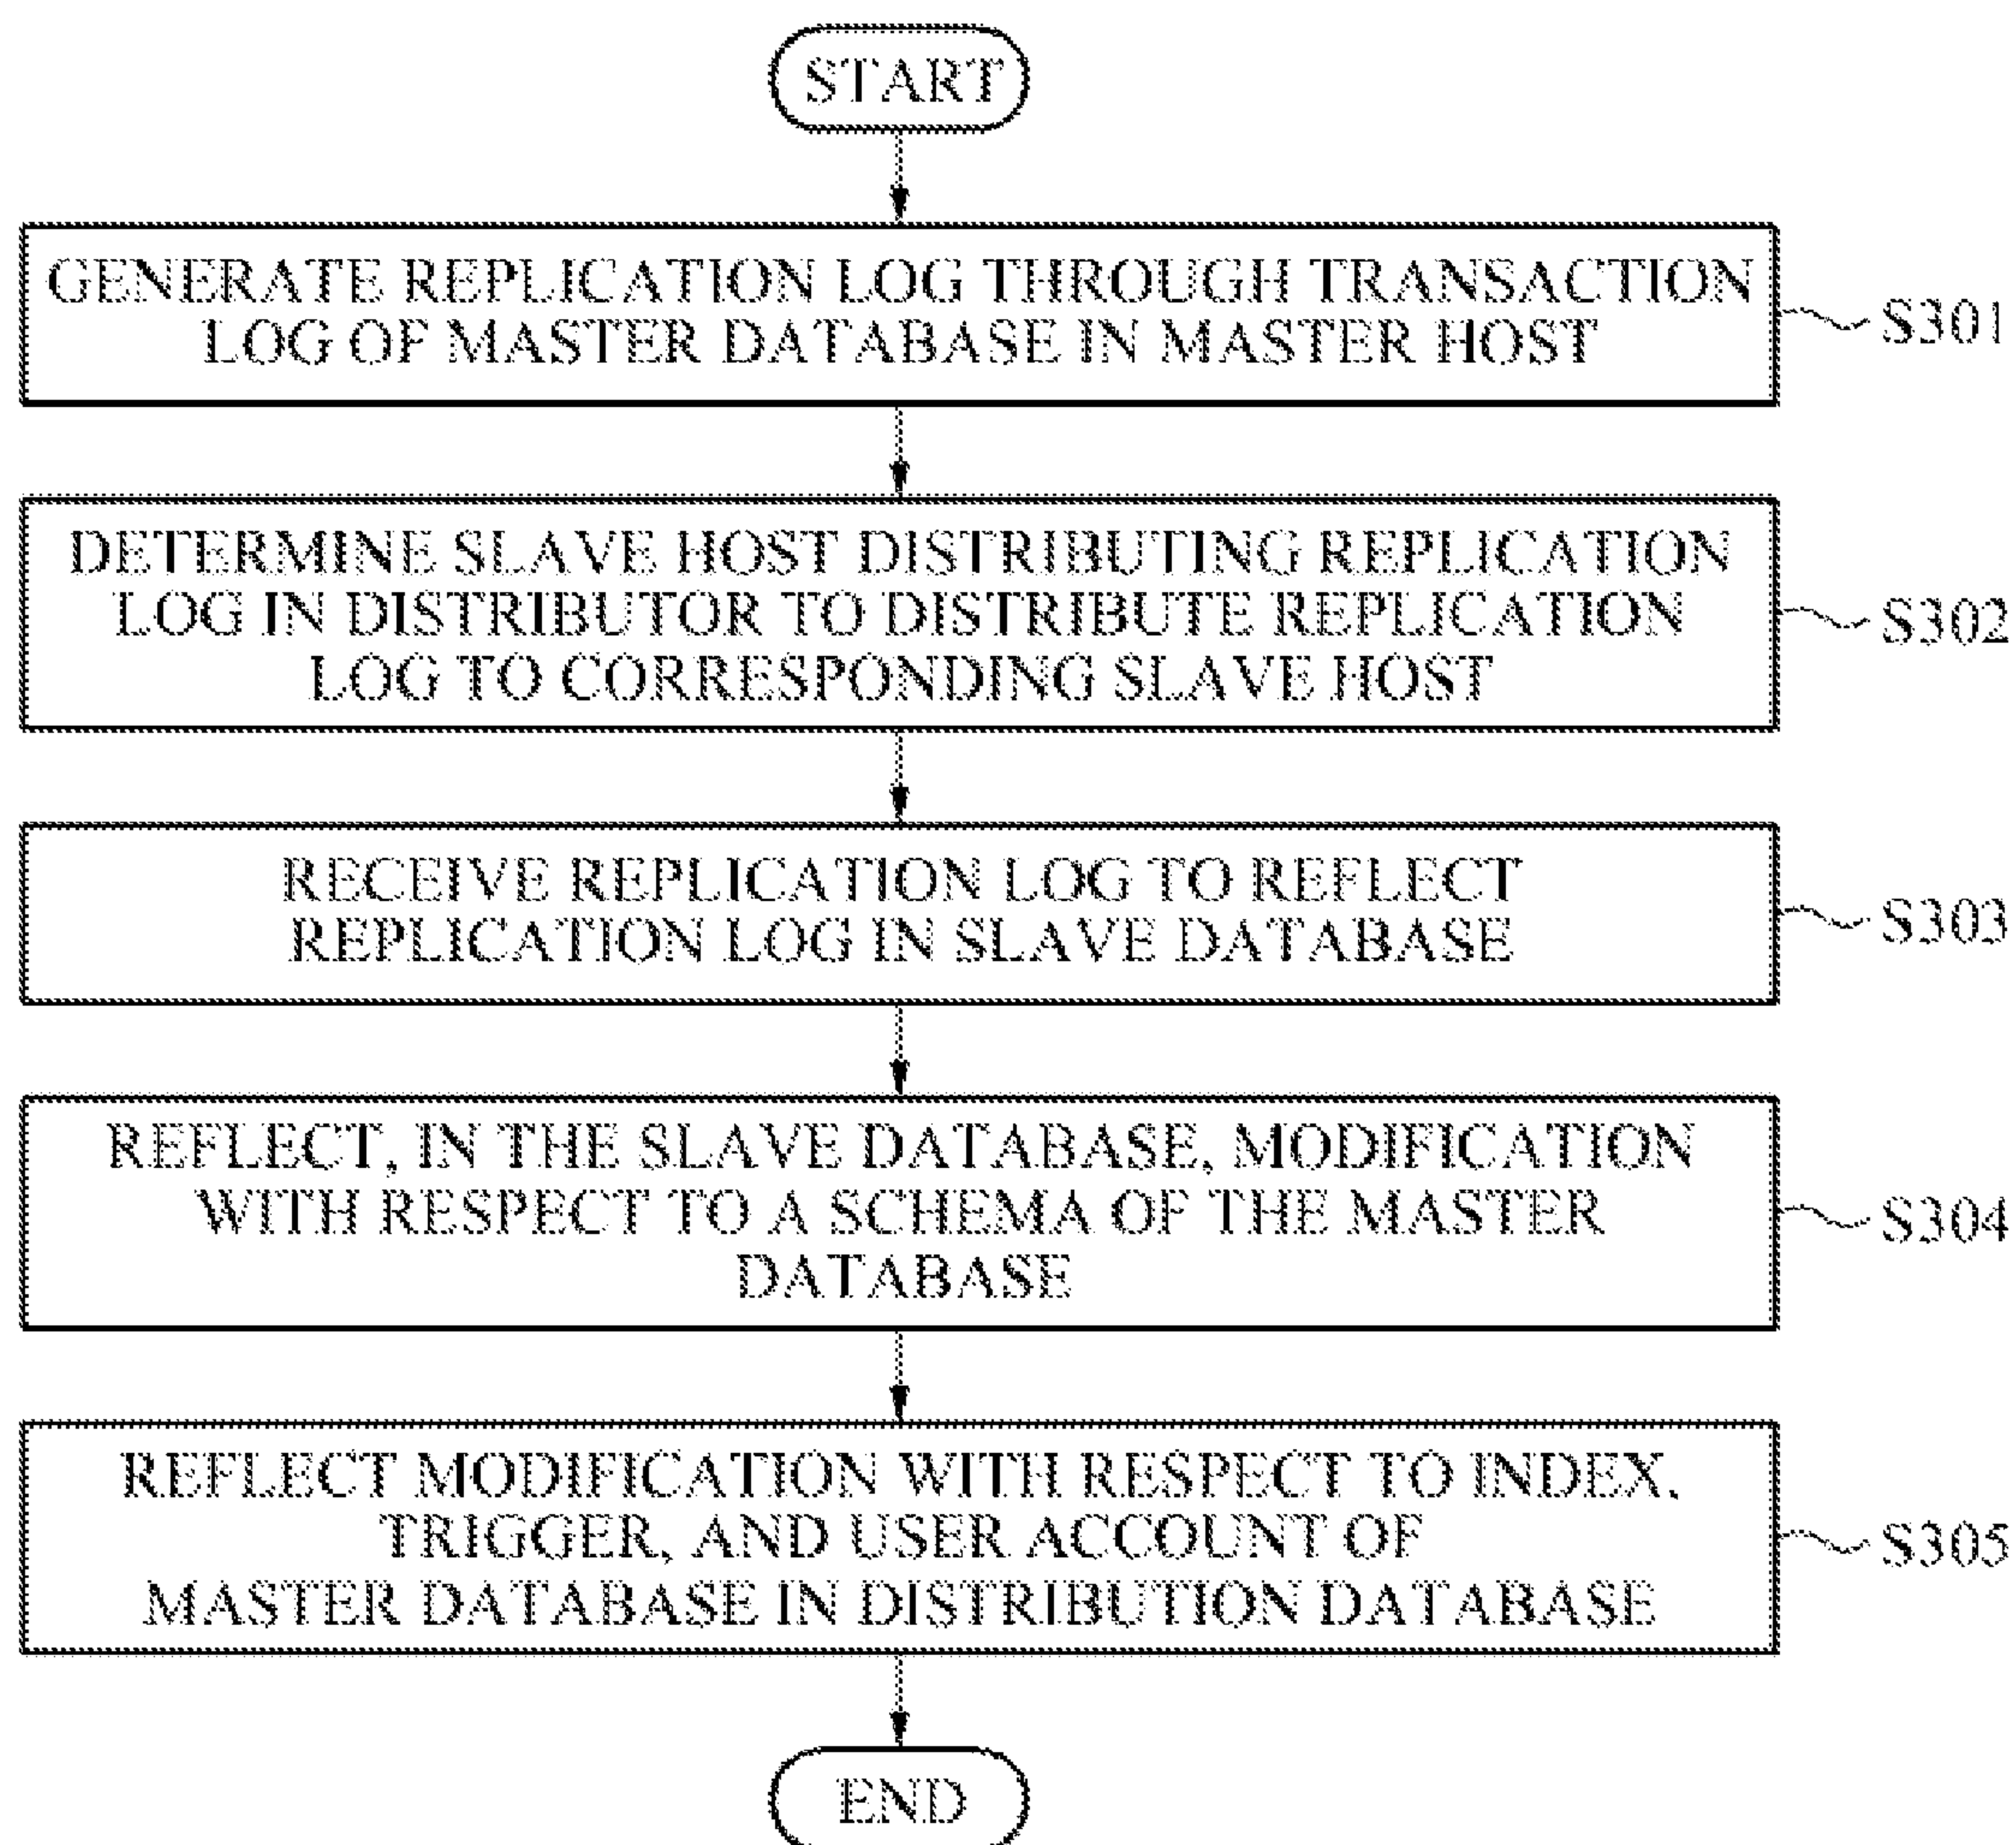 START
GENERATE REPLICATION LOG THROUGH TRANSACTION
LOG OF MASTER DATABASE IN MASTER HOST
S301
DETERMINE SLAVE HOST DISTRIBUTING REPLICATION
LOG IN DISTRIBUTOR TO DISTRIBUTE REPLICATION
LOG TO CORRESPONDING SLAVE HOST
S302
RECEIVE REPLICATION LOG TO REFLECT
REPLICATION LOG IN SLAVE DATABASE
S303
REFLECT, IN THE SLAVE DATABASE, MODIFICATION
WITH RESPECT TO A SCHEMA OF THE MASTER
DATABASE
S304
REFLECT MODIFICATION WITH RESPECT TO INDEX,
TRIGGER, AND USER ACCOUNT OF
MASTER DATABASE IN DISTRIBUTION DATABASE
S305
END